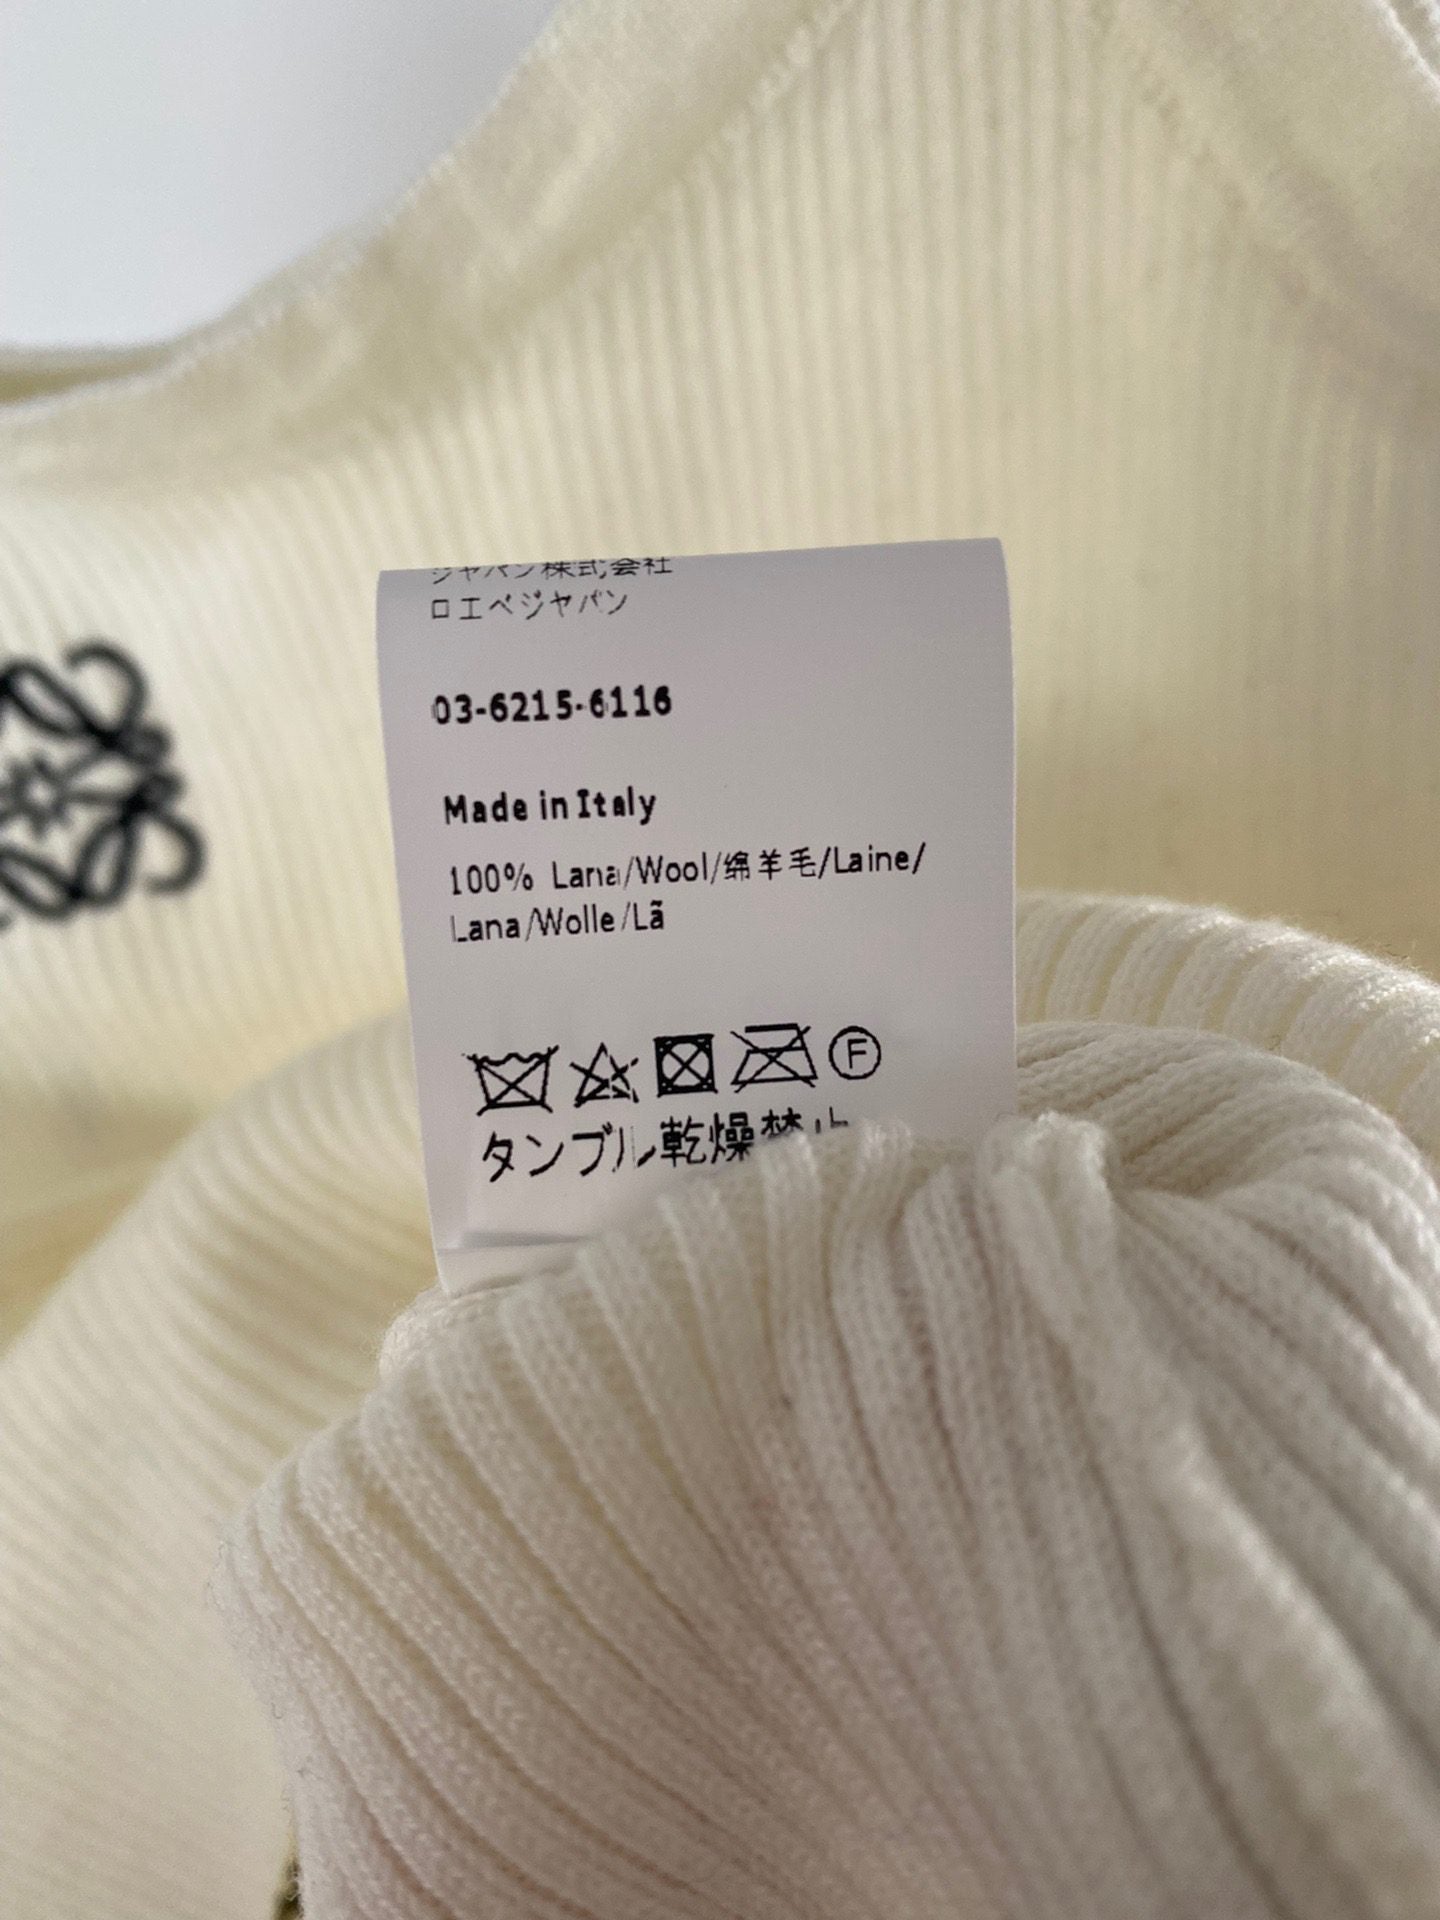 ジャパン株式会社
ロエベジャパン
03-6215-6116
Made in Italy
100% Lana/Wool/绵羊毛/Laine/
Lana/Wolle/Lã
F
タンブル乾燥禁止